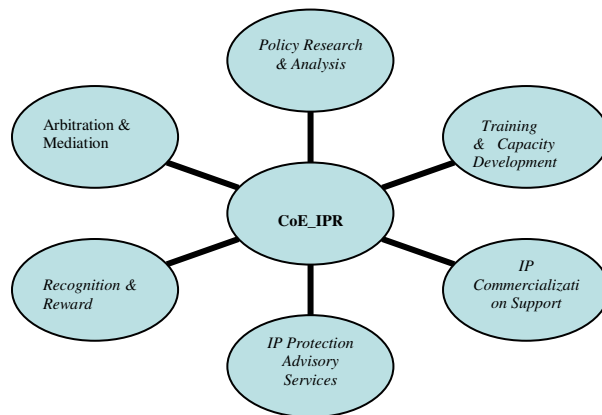 Policy Research
& Analysis
Arbitration &
Mediation
Training
& Capacity
Development
CoE_IPR
Recognition &
Reward
IP
Commercializati
on Support
IP Protection
Advisory
Services